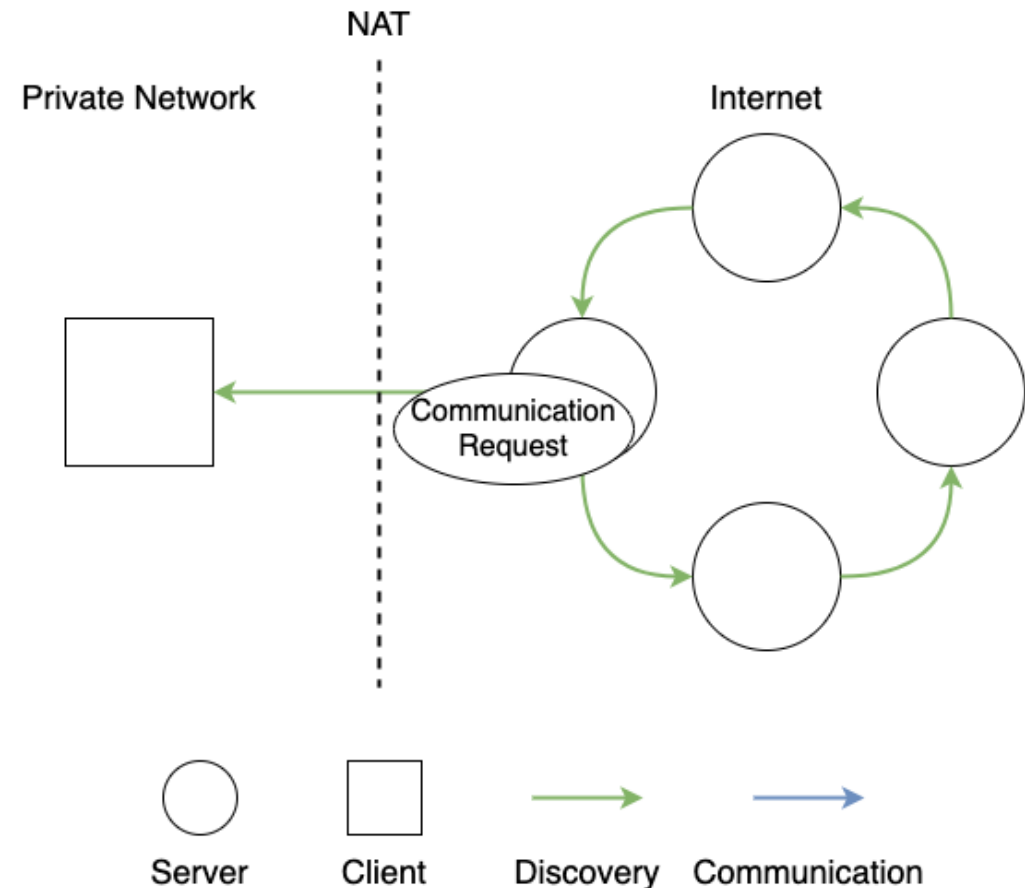 NAT
Private Network
Internet
Communication
Request
Server
Client
Discovery
Communication